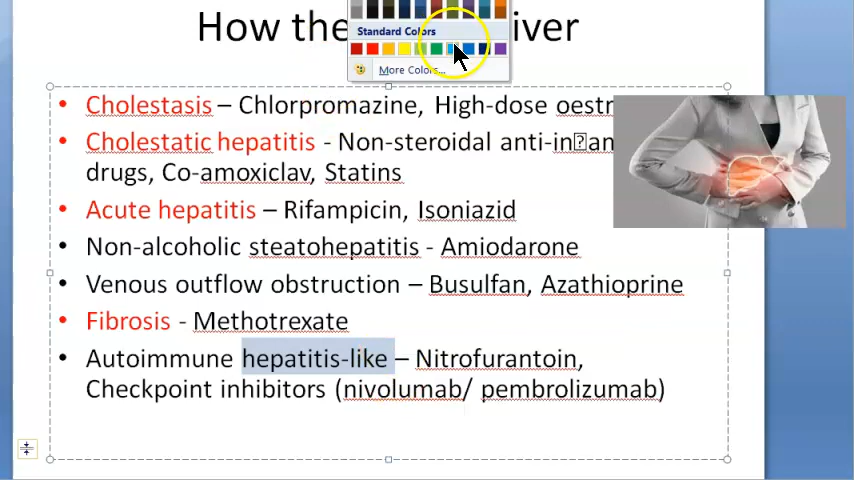 How the iver
Standard Colors
More Colors...
• Cholestasis – Chlorpromazine, High-dose oestr
• Cholestatic hepatitis - Non-steroidal anti-in am
drugs, Co-amoxiclav, Statins
• Acute hepatitis – Rifampicin, Isoniazid
• Non-alcoholic steatohepatitis - Amiodarone
• Venous outflow obstruction – Busulfan, Azathioprine
• Fibrosis - Methotrexate
• Autoimmune hepatitis-like – Nitrofurantoin,
Checkpoint inhibitors (nivolumab/ pembrolizumab)